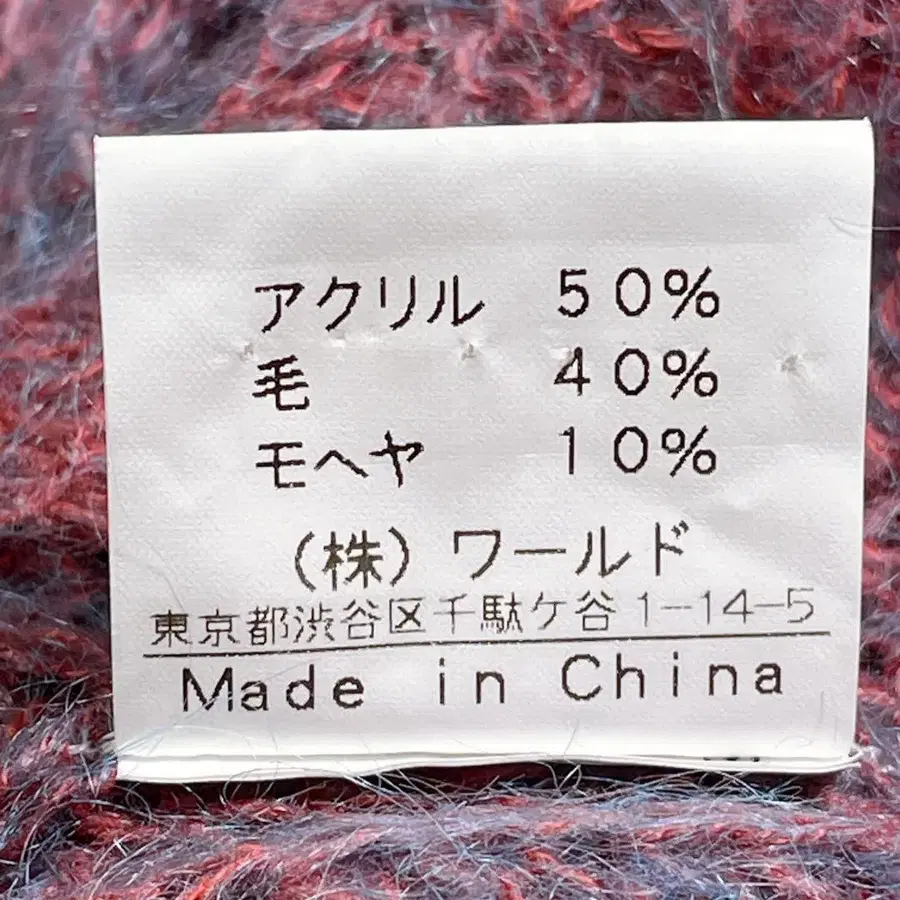 アクリル 50%
毛 40%
モヘヤ 10%
(株) ワールド
東京都渋谷区千駄ケ谷1-14-5
Made in China